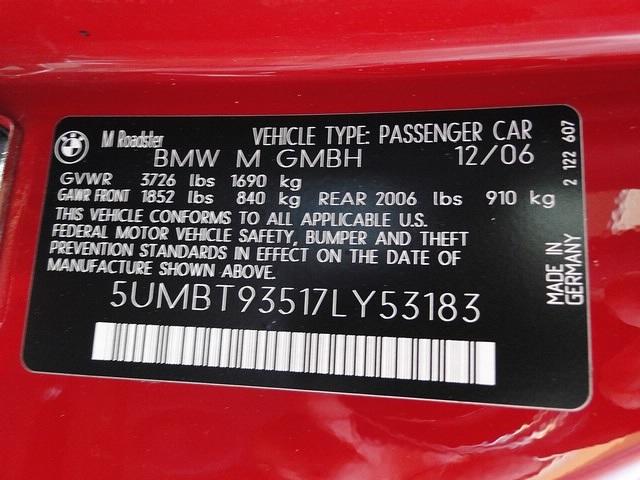 BMW
M Roadster VEHICLE TYPE: PASSENGER CAR
BMW M GMBH 12/06
GVWR 3726 lbs 1690 kg
GAWR FRONT 1852 lbs 840 kg REAR 2006 lbs 910 kg
THIS VEHICLE CONFORMS TO ALL APPLICABLE U.S.
FEDERAL MOTOR VEHICLE SAFETY, BUMPER AND THEFT
PREVENTION STANDARDS IN EFFECT ON THE DATE OF
MANUFACTURE SHOWN ABOVE.
5UMBT93517LY53183
2 122 607
MADE IN
GERMANY